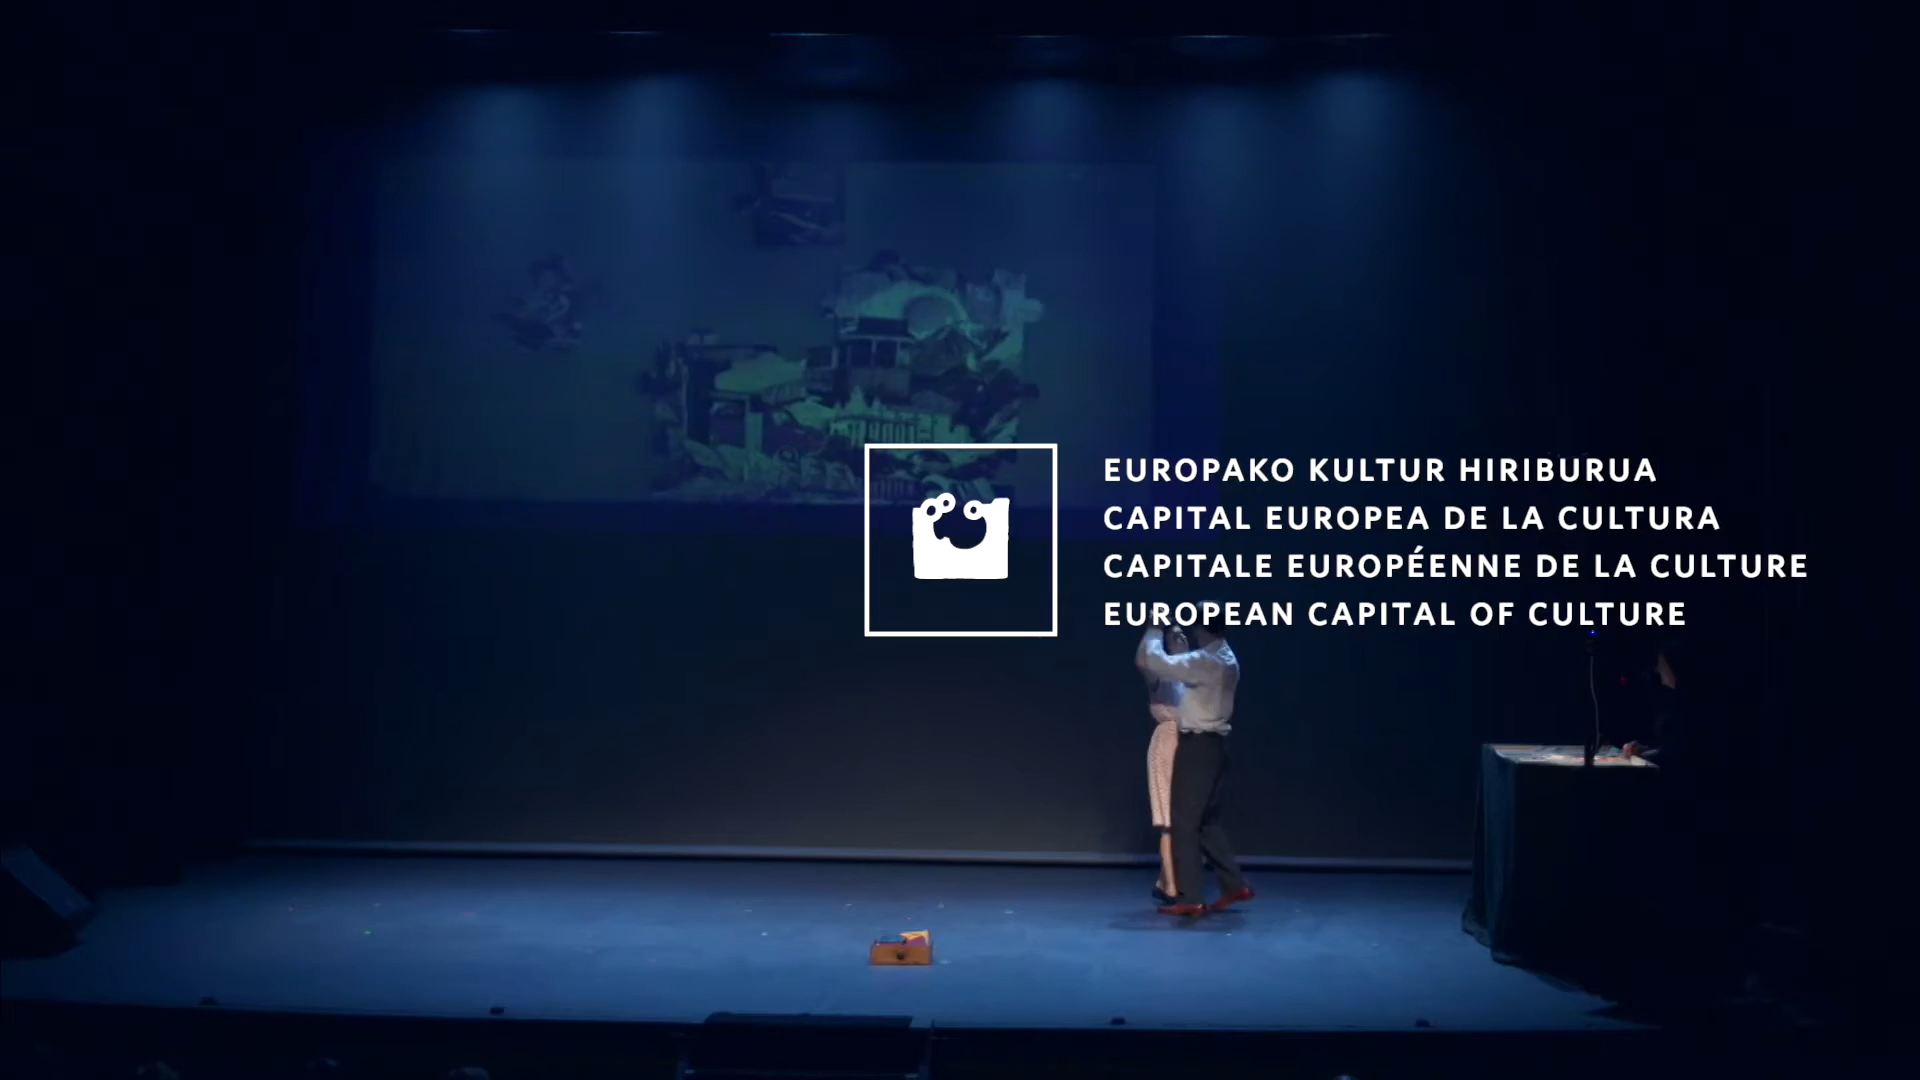 EUROPAKO KULTUR HIRIBURUA
CAPITAL EUROPEA DE LA CULTURA
CAPITALE EUROPÉENNE DE LA CULTURE
EUROPEAN CAPITAL OF CULTURE